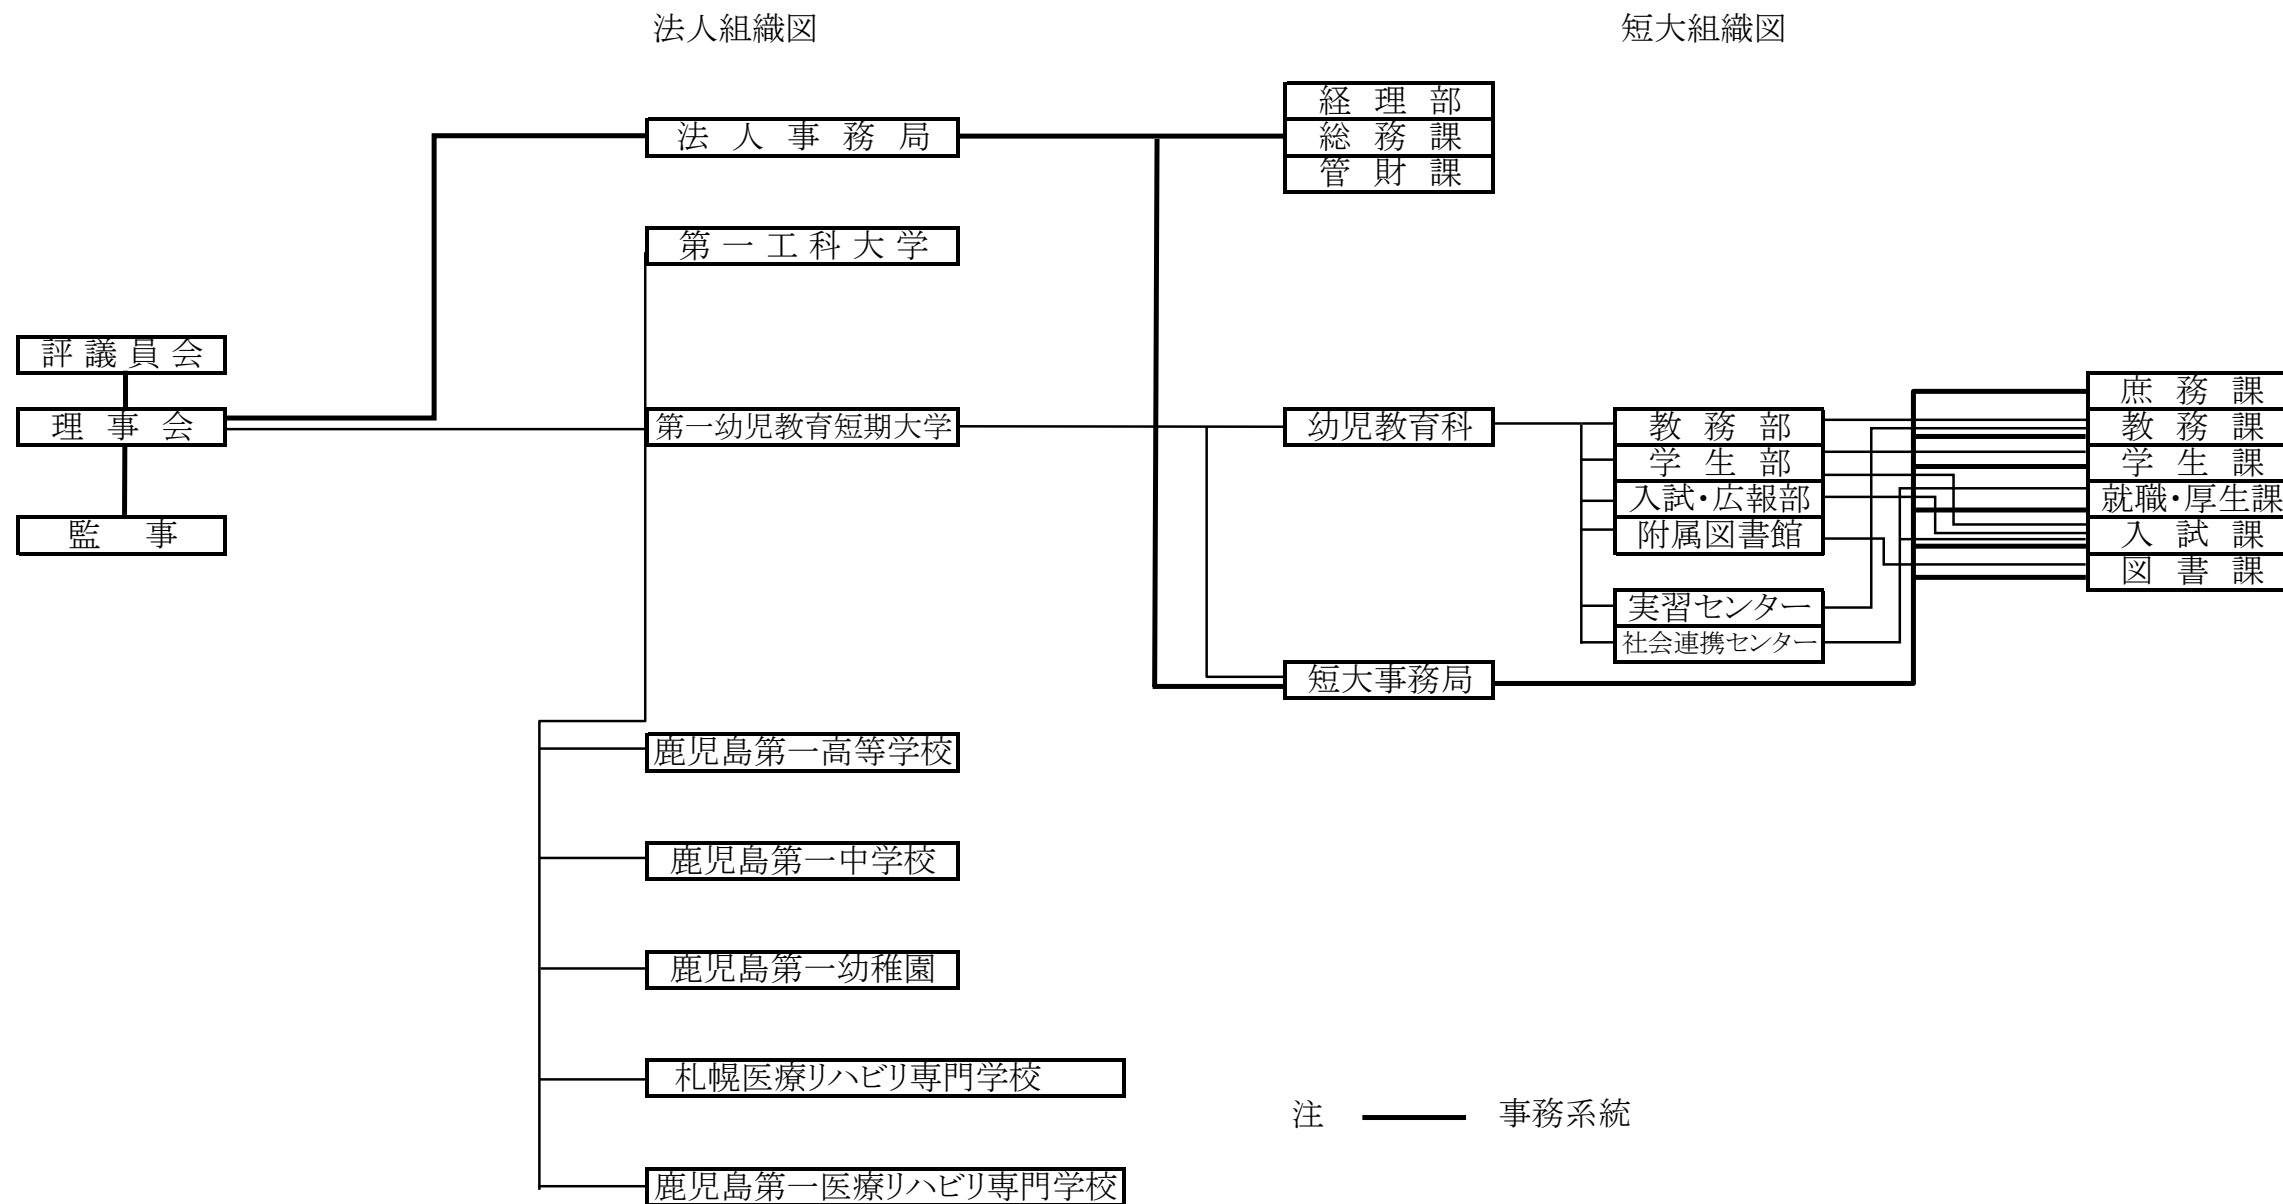 法人組織図
短大組織図
経理部
法人事務局
総務課
管財課
第一工科大学
評議員会
理事会
監事
第一幼児教育短期大学
幼児教育科
教務部
学生部
入試・広報部
附属図書館
実習センター
社会連携センター
短大事務局
庶務課
教務課
学生課
就職・厚生課
入試課
図書課
鹿児島第一高等学校
鹿児島第一中学校
鹿児島第一幼稚園
札幌医療リハビリ専門学校
鹿児島第一医療リハビリ専門学校
注 事務系統